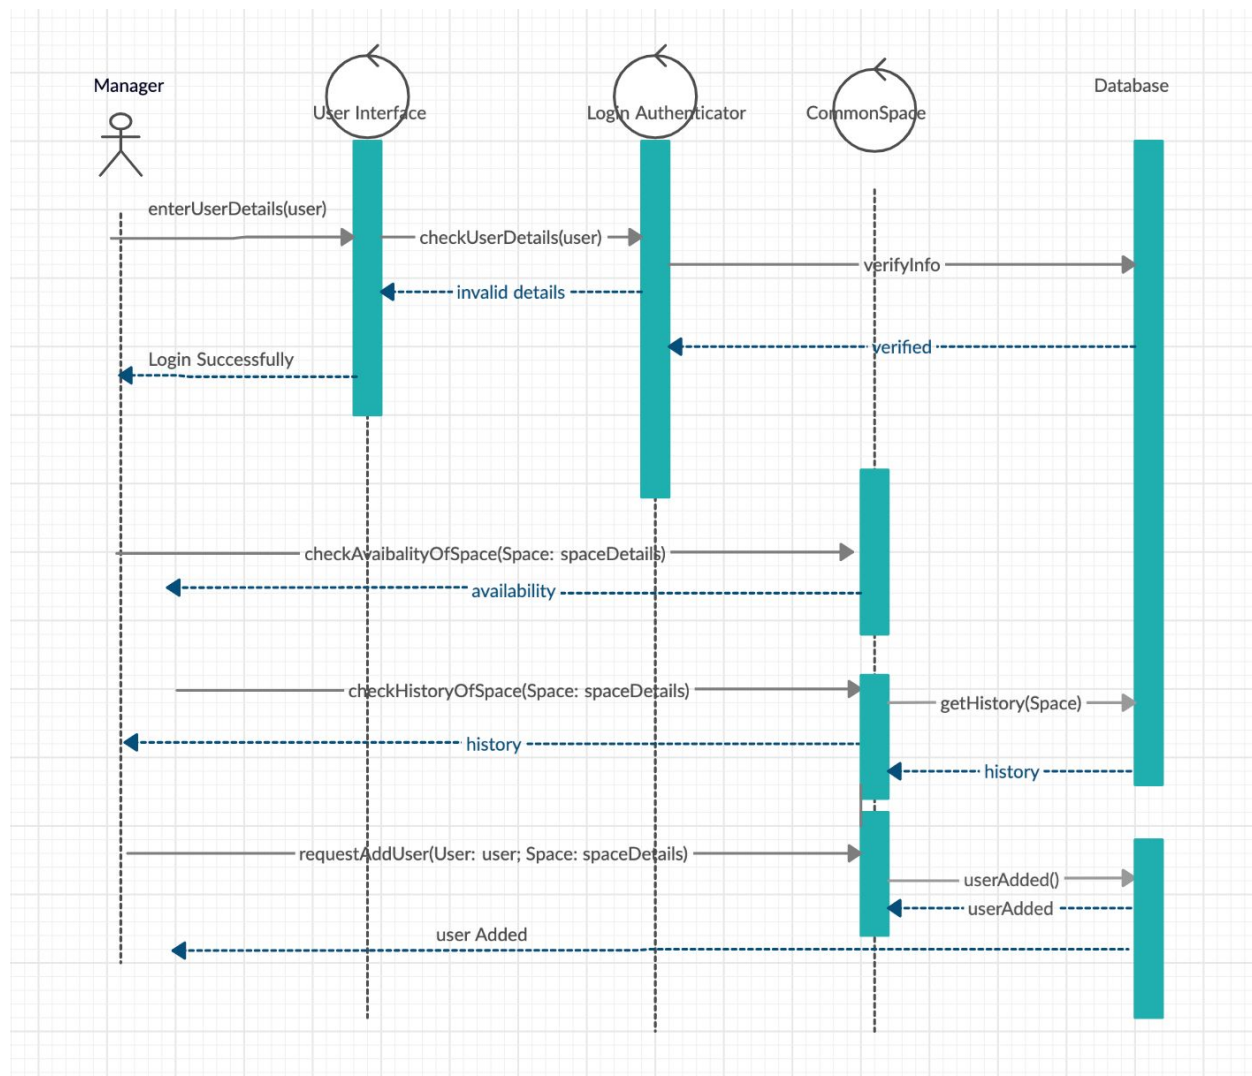 Manager
User Interface
Login Authenticator
CommonSpace
Database
enterUserDetails(user)
checkUserDetails(user)
verifyInfo
invalid details
verified
Login Successfully
checkAvaibalityOfSpace(Space: spaceDetails)
availability
checkHistoryOfSpace(Space: spaceDetails)
getHistory(Space)
history
history
requestAddUser(User: user; Space: spaceDetails)
userAdded()
userAdded
user Added